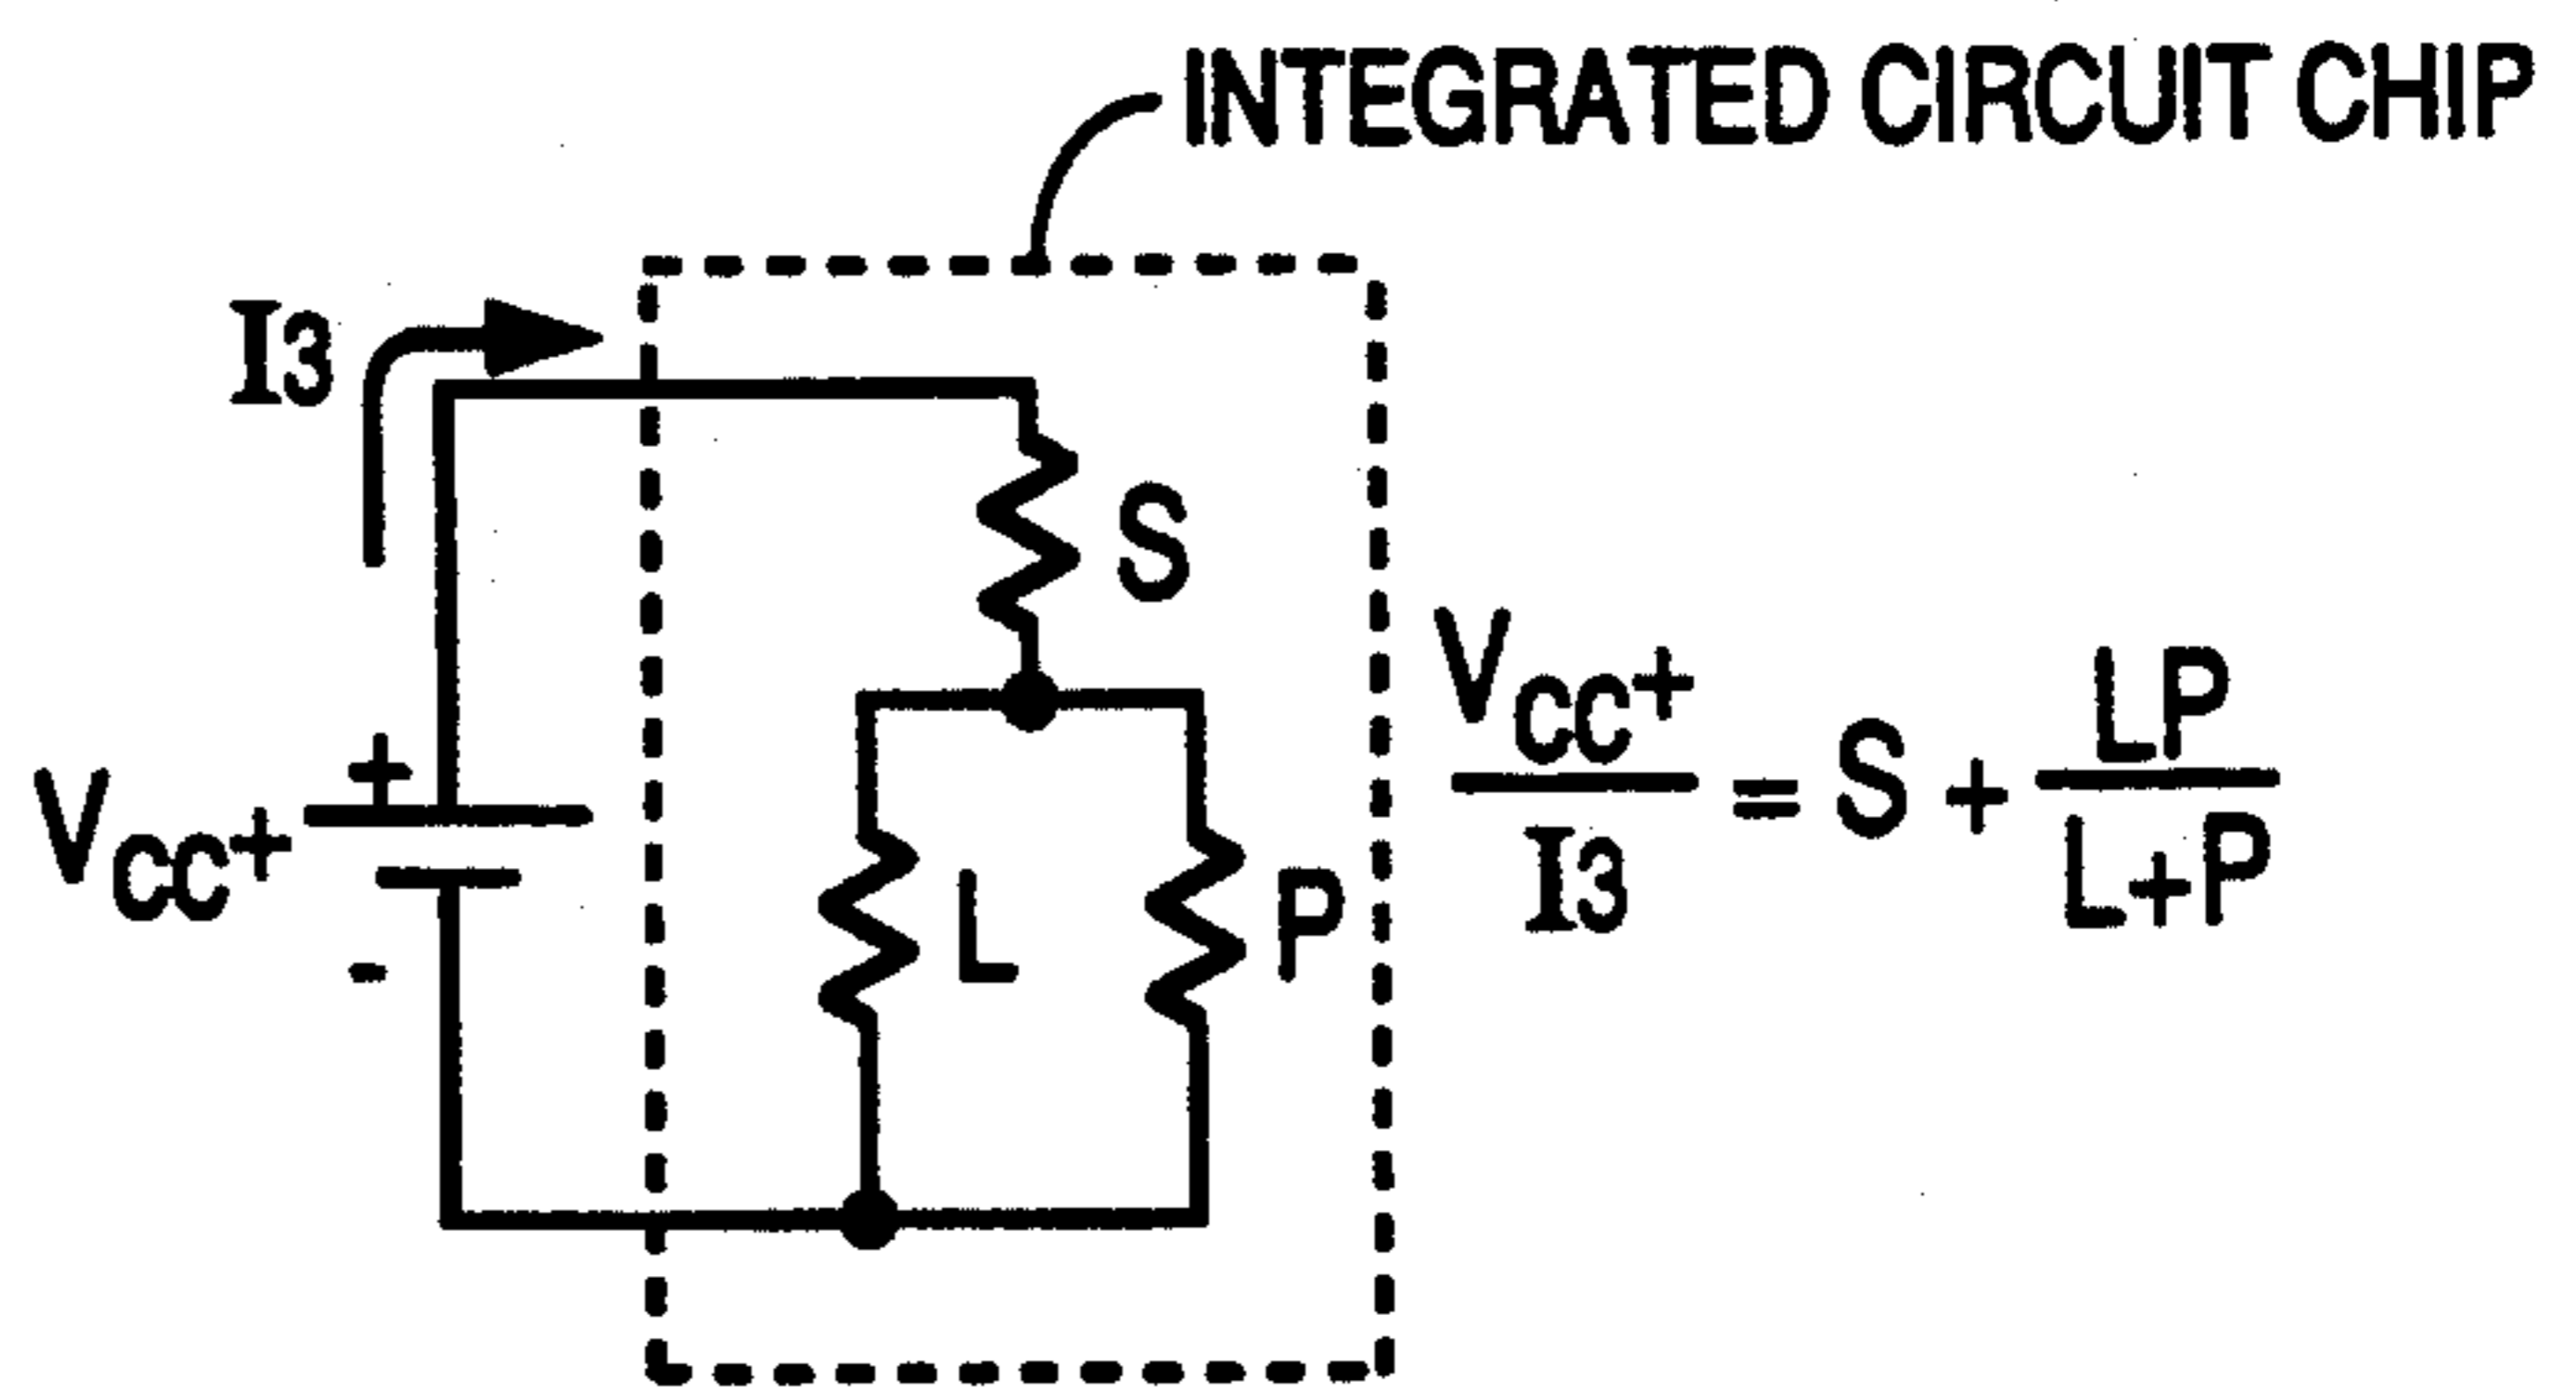 INTEGRATED CIRCUIT CHIP
I3
S
VCC+
+
-
L
P
VCC+/I3 = S + LP/L+P